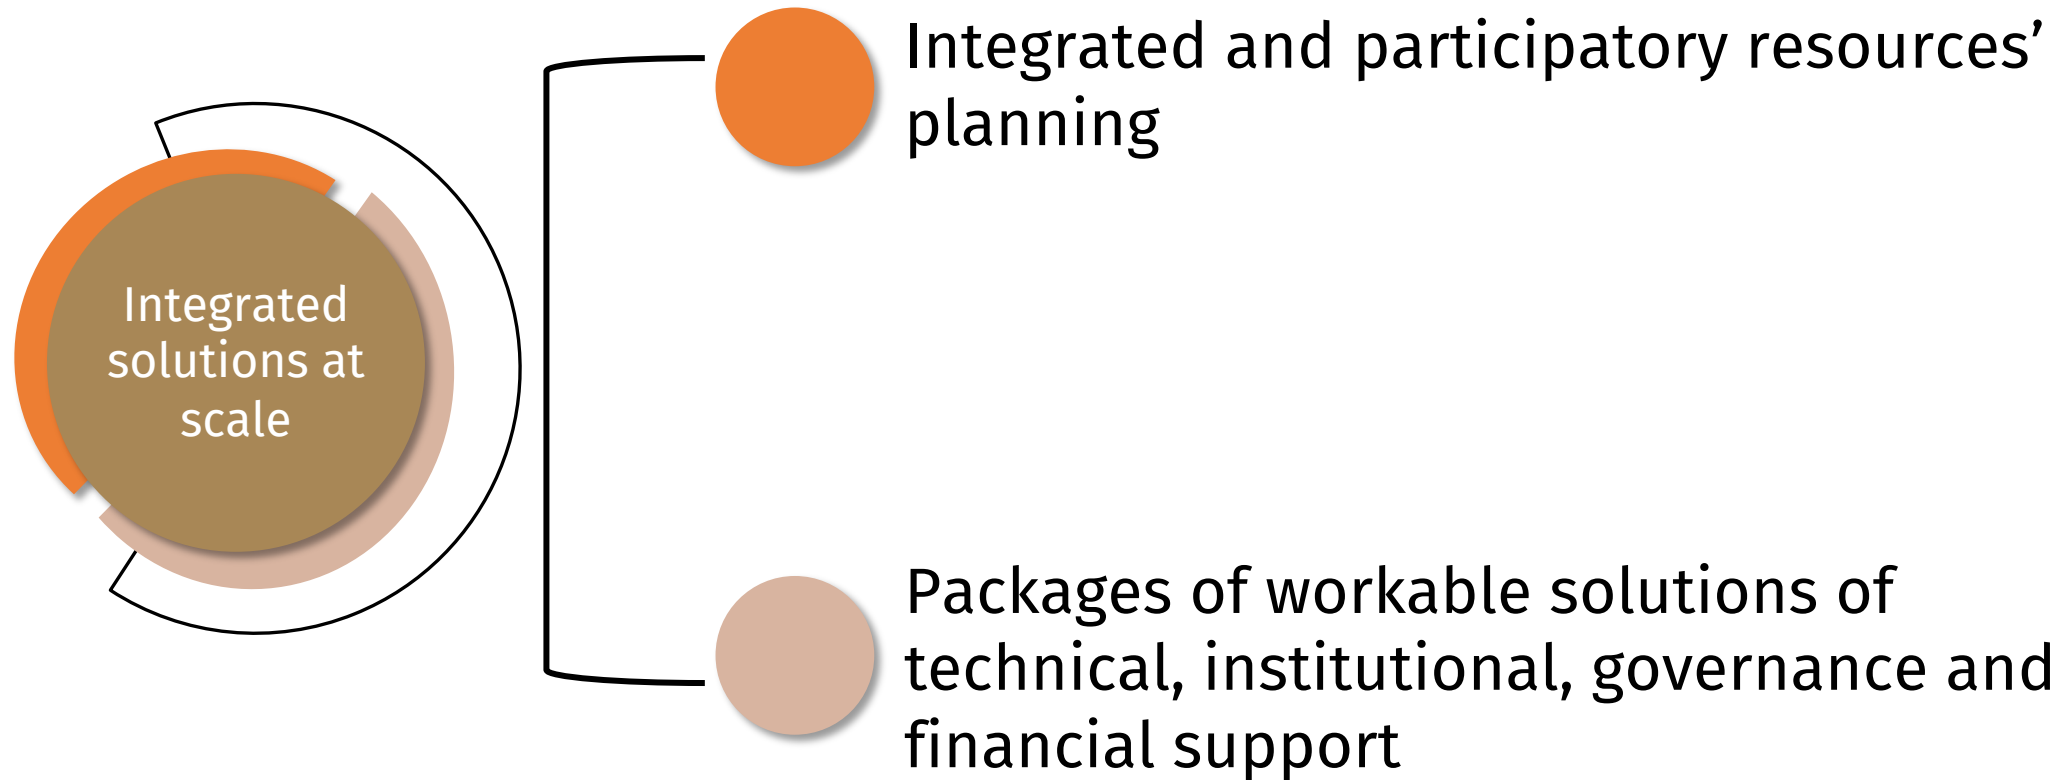 Integrated and participatory resources’
planning
Integrated
solutions at
scale
Packages of workable solutions of
technical, institutional, governance and
financial support